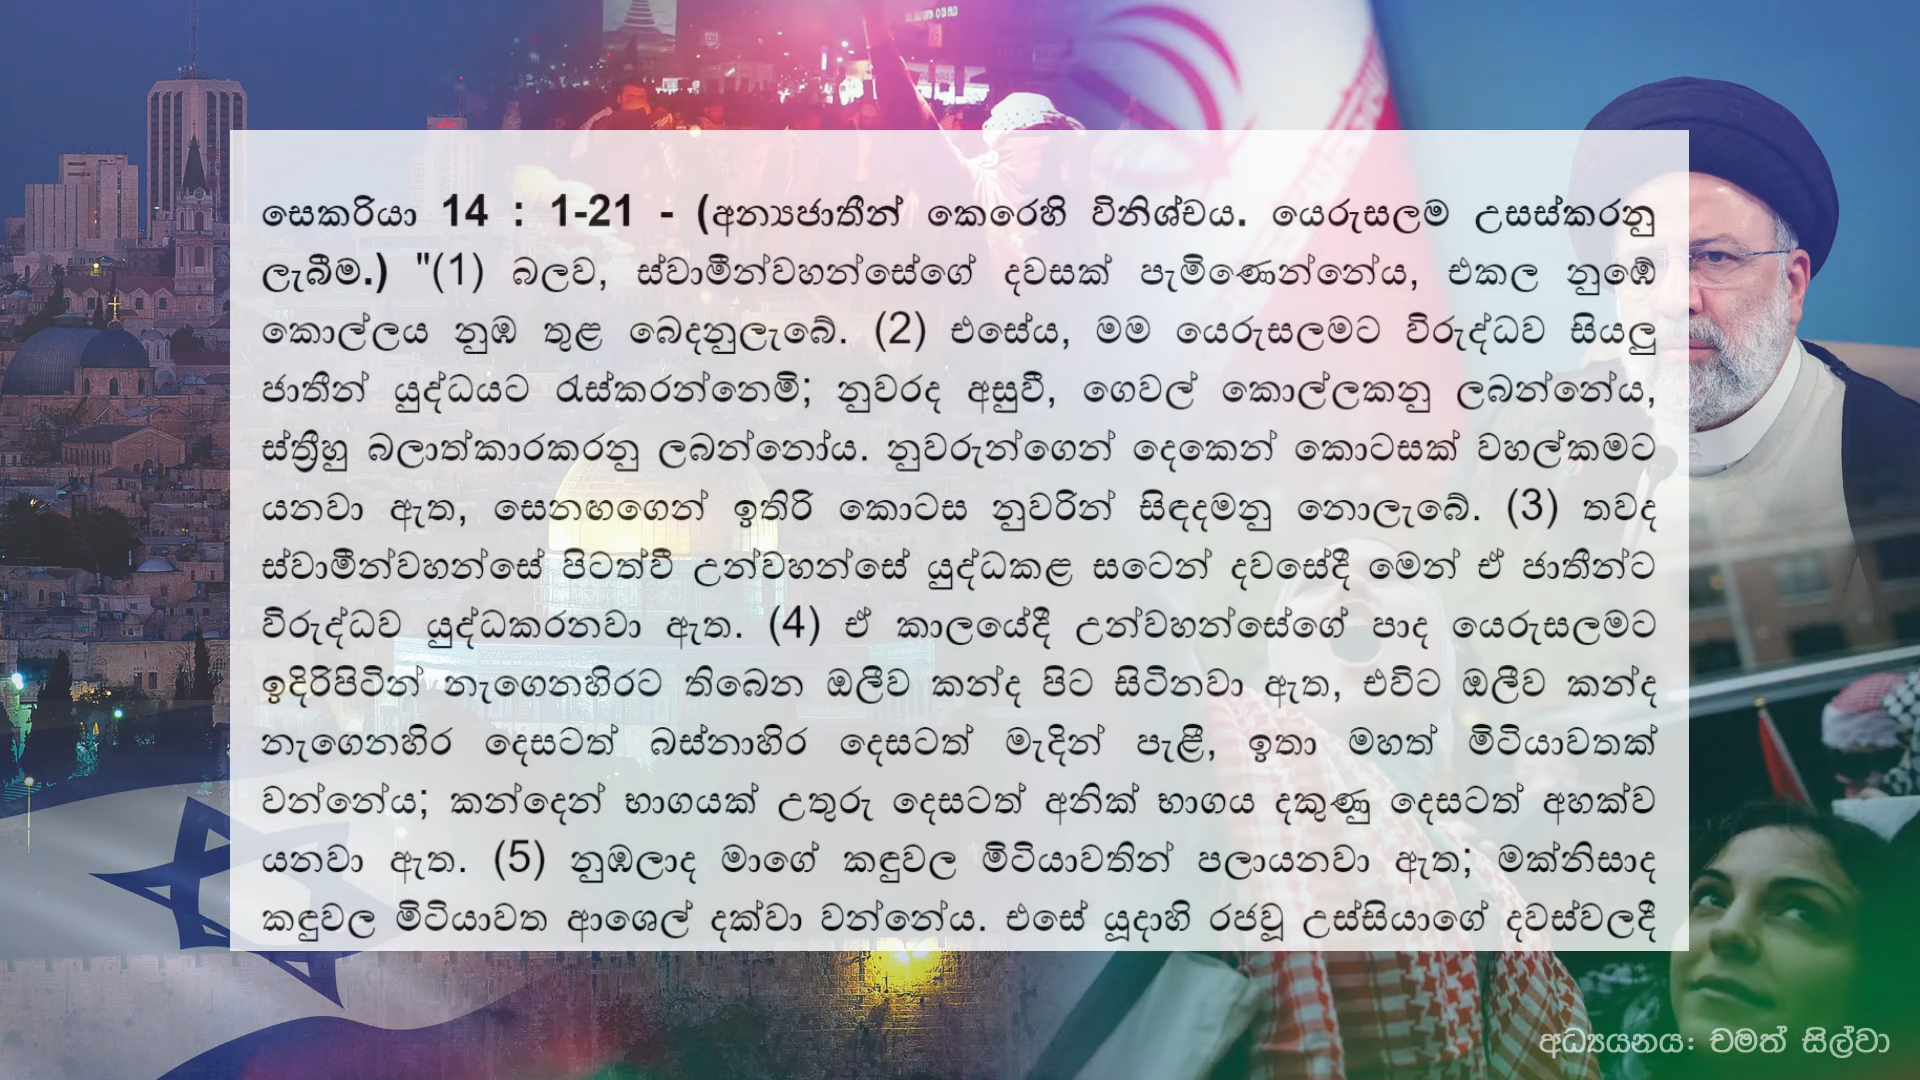 සෙකරියා 14 : 1-21 - (අන්‍යජාතීන් කෙරෙහි විනිශ්චය. යෙරුසලම උසස්කරනු
ලැබීම.) "(1) බලව, ස්වාමීන්වහන්සේගේ දවසක් පැමිණෙන්නේය, එකල නුඹේ
කොල්ලය නුඹ තුළ බෙදනුලැබේ. (2) එසේය, මම යෙරුසලමට විරුද්ධව සියලු
ජාතීන් යුද්ධයට රැස්කරන්නෙමි; නුවරද අසුවී, ගෙවල් කොල්ලකනු ලබන්නේය,
ස්ත්‍රීහු බලාත්කාරකරනු ලබන්නෝය. නුවරුන්ගෙන් දෙකෙන් කොටසක් වහල්කමට
යනවා ඇත, සෙනඟගෙන් ඉතිරි කොටස නුවරින් සිඳදමනු නොලැබේ. (3) තවද
ස්වාමීන්වහන්සේ පිටත්වී උන්වහන්සේ යුද්ධකළ සටෙන් දවසේදී මෙන් ඒ ජාතීන්ට
විරුද්ධව යුද්ධකරනවා ඇත. (4) ඒ කාලයේදී උන්වහන්සේගේ පාද යෙරුසලමට
ඉදිරිපිටින් නැගෙනහිරට තිබෙන ඔලීව කන්ද පිට සිටිනවා ඇත, එවිට ඔලීව කන්ද
නැගෙනහිර දෙසටත් බස්නාහිර දෙසටත් මැදින් පැළී, ඉතා මහත් මිටියාවතක්
වන්නේය; කන්දෙන් භාගයක් උතුරු දෙසටත් අනික් භාගය දකුණු දෙසටත් අහක්ව
යනවා ඇත. (5) නුඹලාද මාගේ කඳුවල මිටියාවතින් පලායනවා ඇත; මක්නිසාද
කඳුවල මිටියාවත ආශෙල් දක්වා වන්නේය. එසේ යූදාහි රජවූ උස්සියාගේ දවස්වලදී
අධ්‍යයනය: චමත් සිල්වා